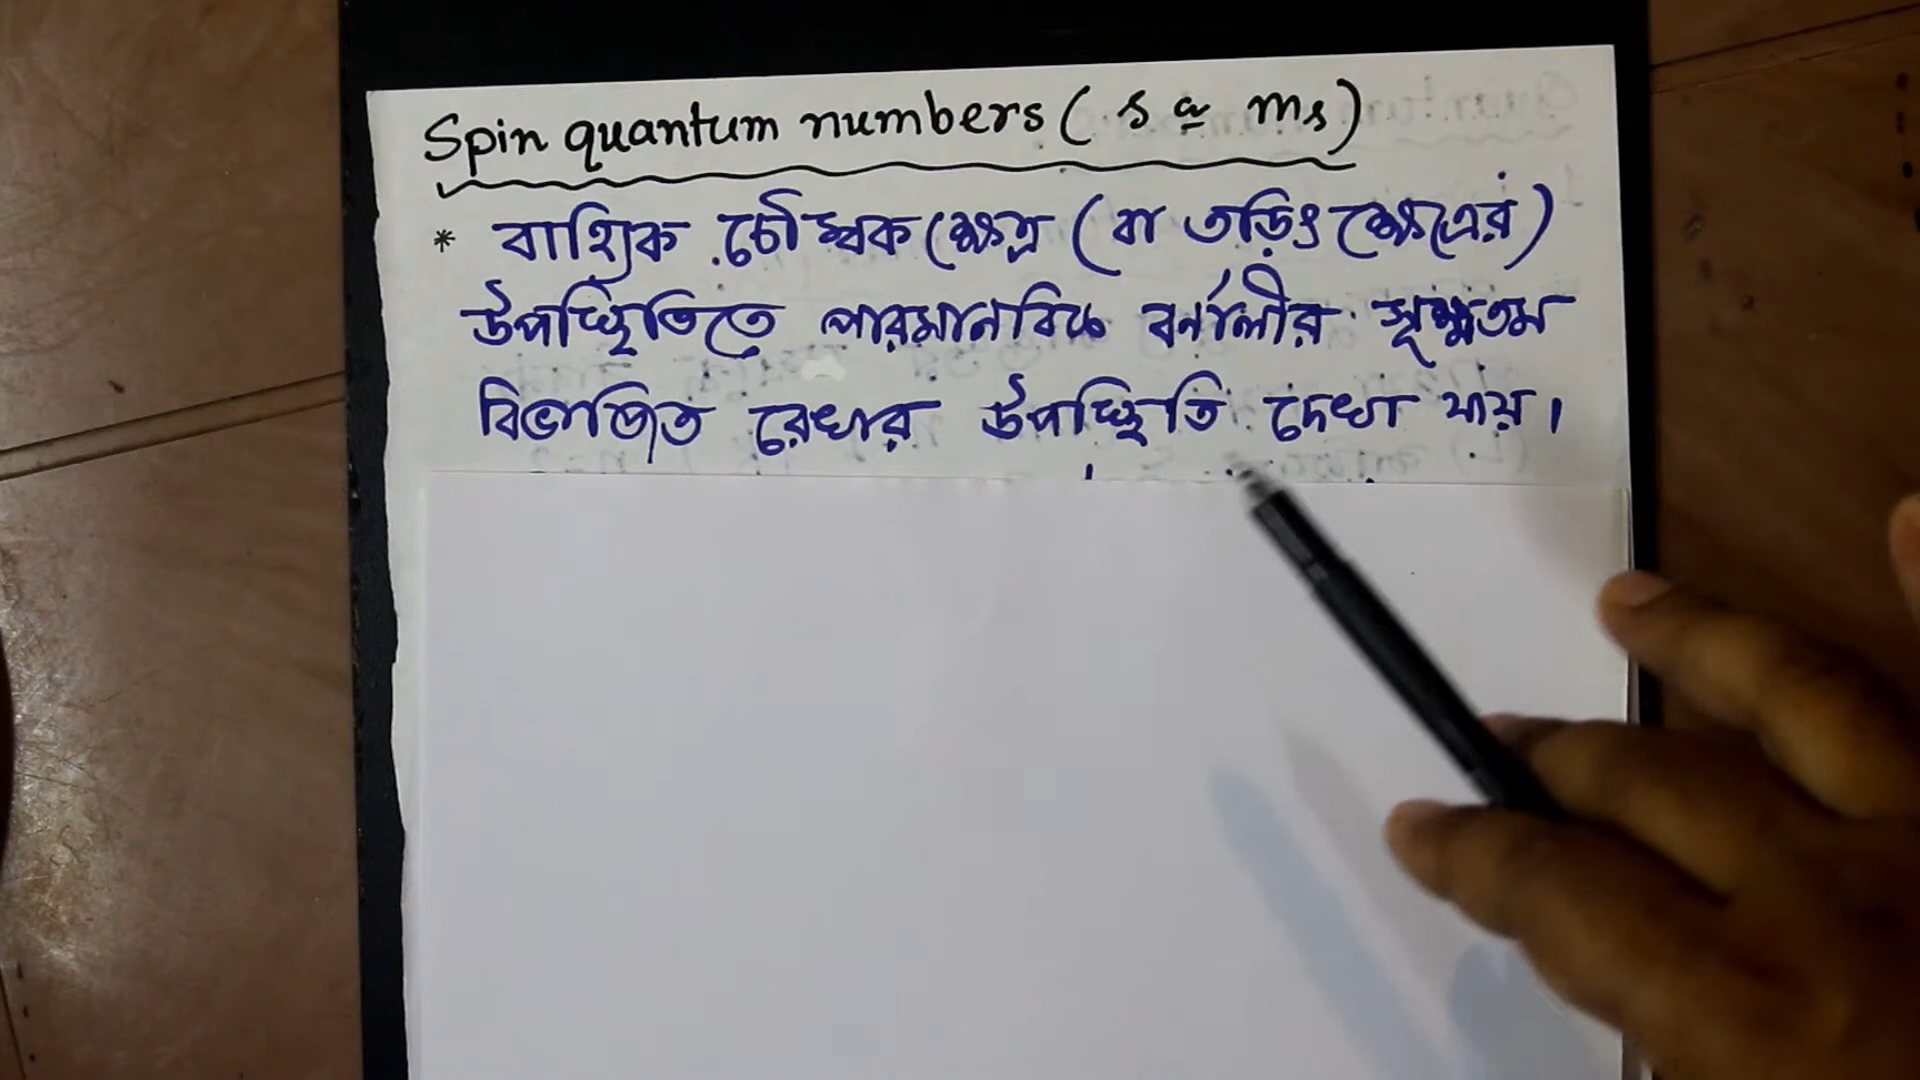 Spin quantum numbers ( s বা ms)
* বাহ্যিক চৌম্বক ক্ষেত্র ( বা তড়িৎ ক্ষেত্রের)
উপস্থিতিতে পারমানবিক বর্নালীর সূক্ষ্মতম
বিভাজিত রেখার উপস্থিতি দেখা যায়।